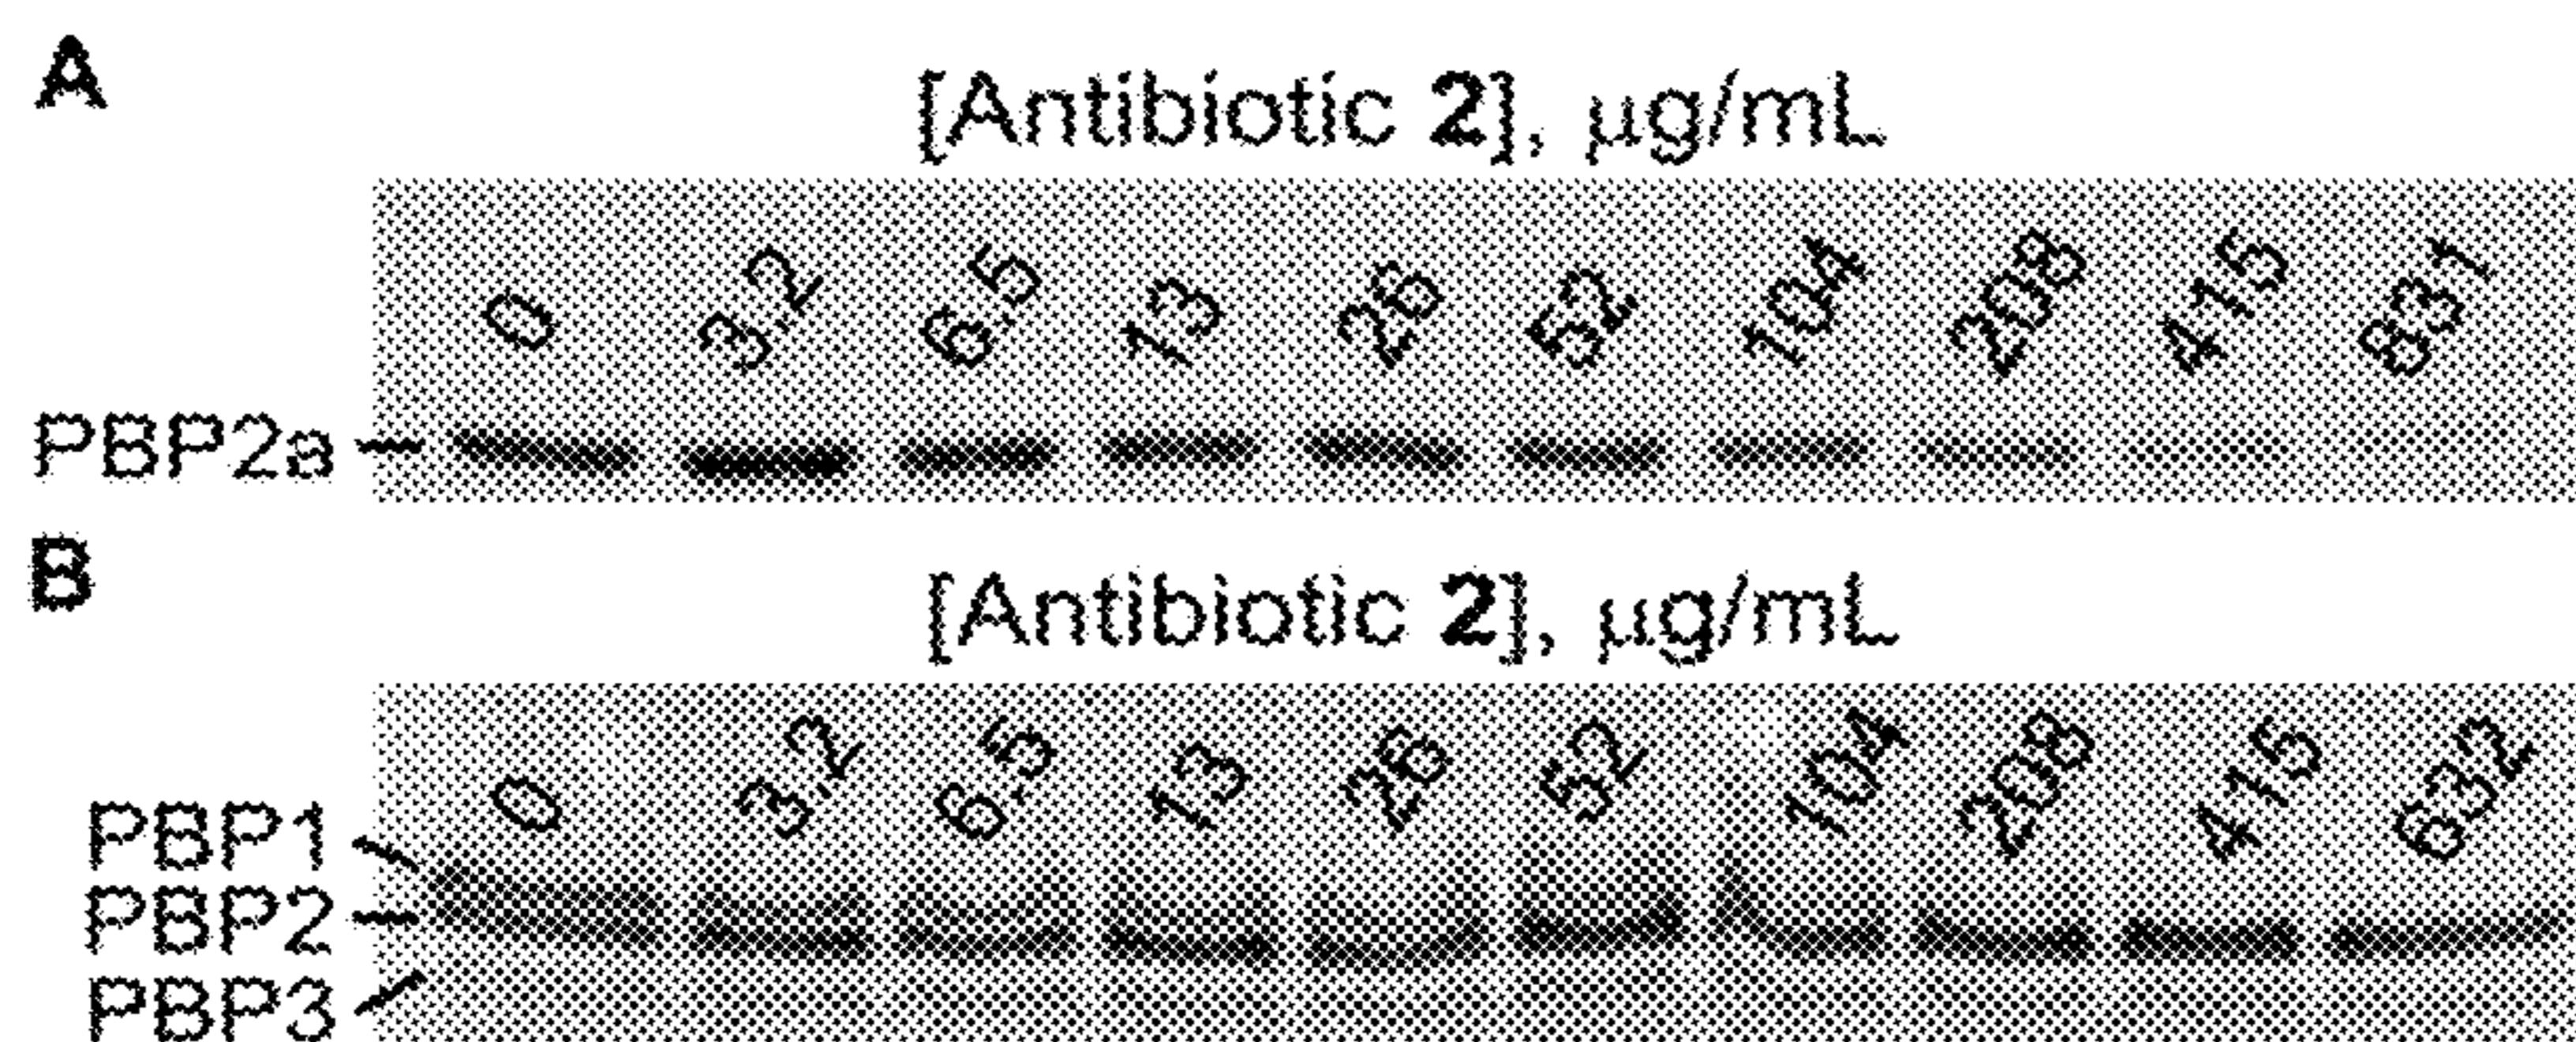 A
[Antibiotic 2], µg/mL
0 3.2 6.5 13 26 52 104 208 415 831
PBP2a
B
[Antibiotic 2], µg/mL
0 3.2 6.5 13 26 52 104 208 415 632
PBP1
PBP2
PBP3